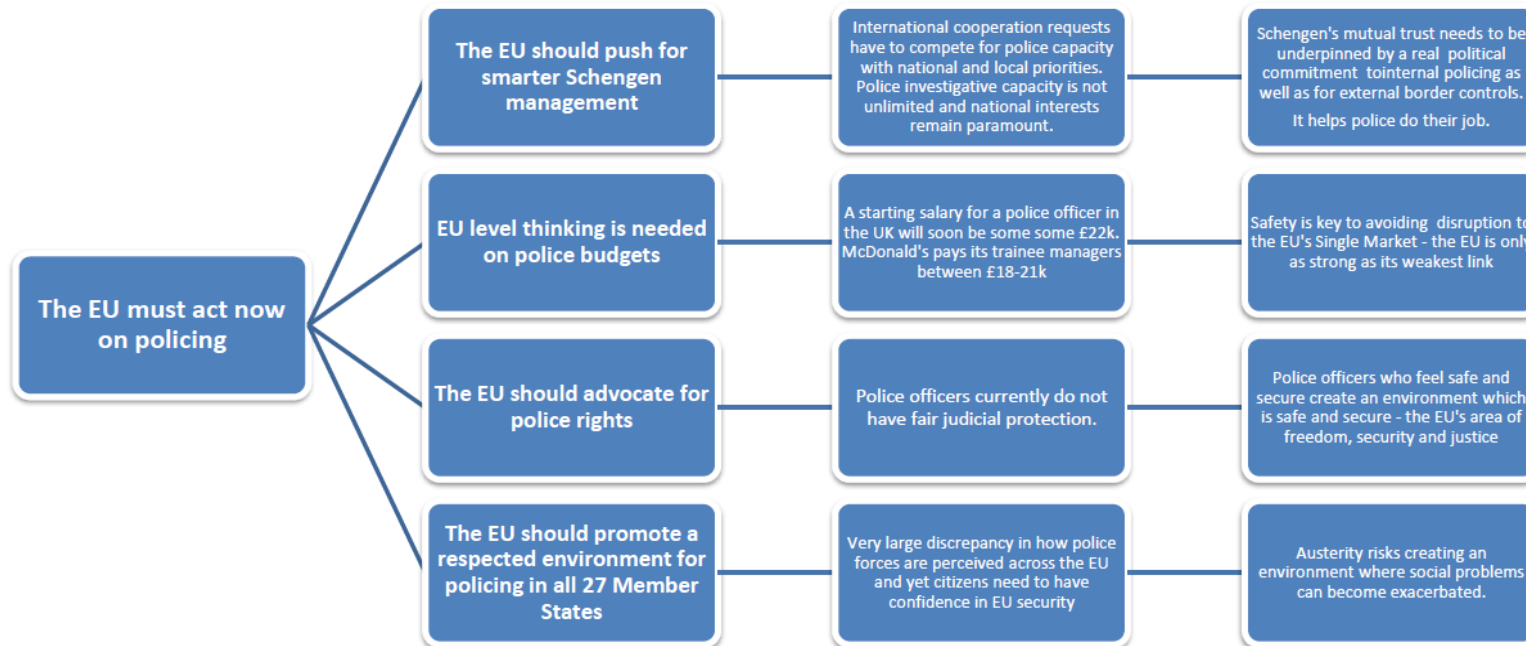 The EU must act now
on policing
The EU should push for
smarter Schengen
management
International cooperation requests
have to compete for police capacity
with national and local priorities.
Police investigative capacity is not
unlimited and national interests
remain paramount.
Schengen's mutual trust needs to be
underpinned by a real political
commitment tointernal policing as
well as for external border controls.
It helps police do their job.
EU level thinking is needed
on police budgets
A starting salary for a police officer in
the UK will soon be some some £22k.
McDonald's pays its trainee managers
between £18-21k
Safety is key to avoiding disruption to
the EU's Single Market - the EU is only
as strong as its weakest link
The EU should advocate for
police rights
Police officers currently do not
have fair judicial protection.
Police officers who feel safe and
secure create an environment which
is safe and secure - the EU's area of
freedom, security and justice
The EU should promote a
respected environment for
policing in all 27 Member
States
Very large discrepancy in how police
forces are perceived across the EU
and yet citizens need to have
confidence in EU security
Austerity risks creating an
environment where social problems
can become exacerbated.